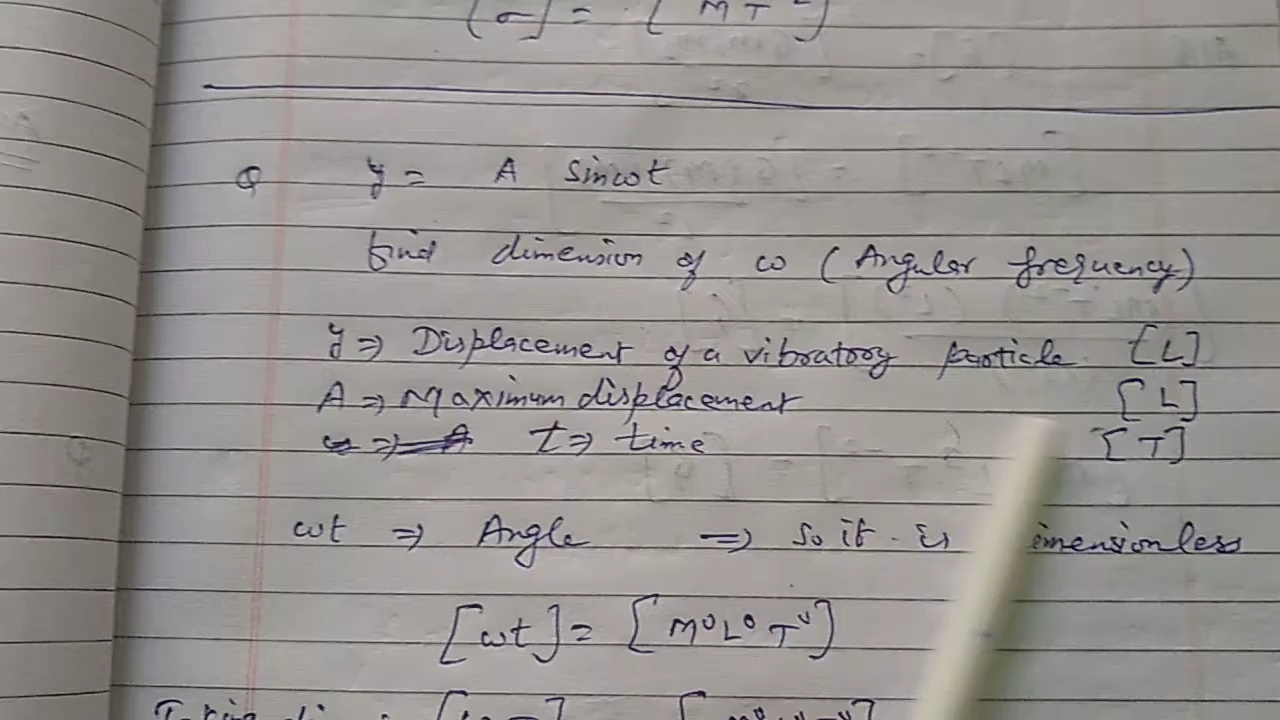 [σ] = [M T
Q y = A sinωt
find dimension of ω (Angular frequency)
y ⇒ Displacement of a vibratory particle [L]
A ⇒ Maximum displacement [L]
t ⇒ time [T]
ωt ⇒ Angle ⇒ So it is imensionless
[ωt] = [M⁰L⁰T⁰]